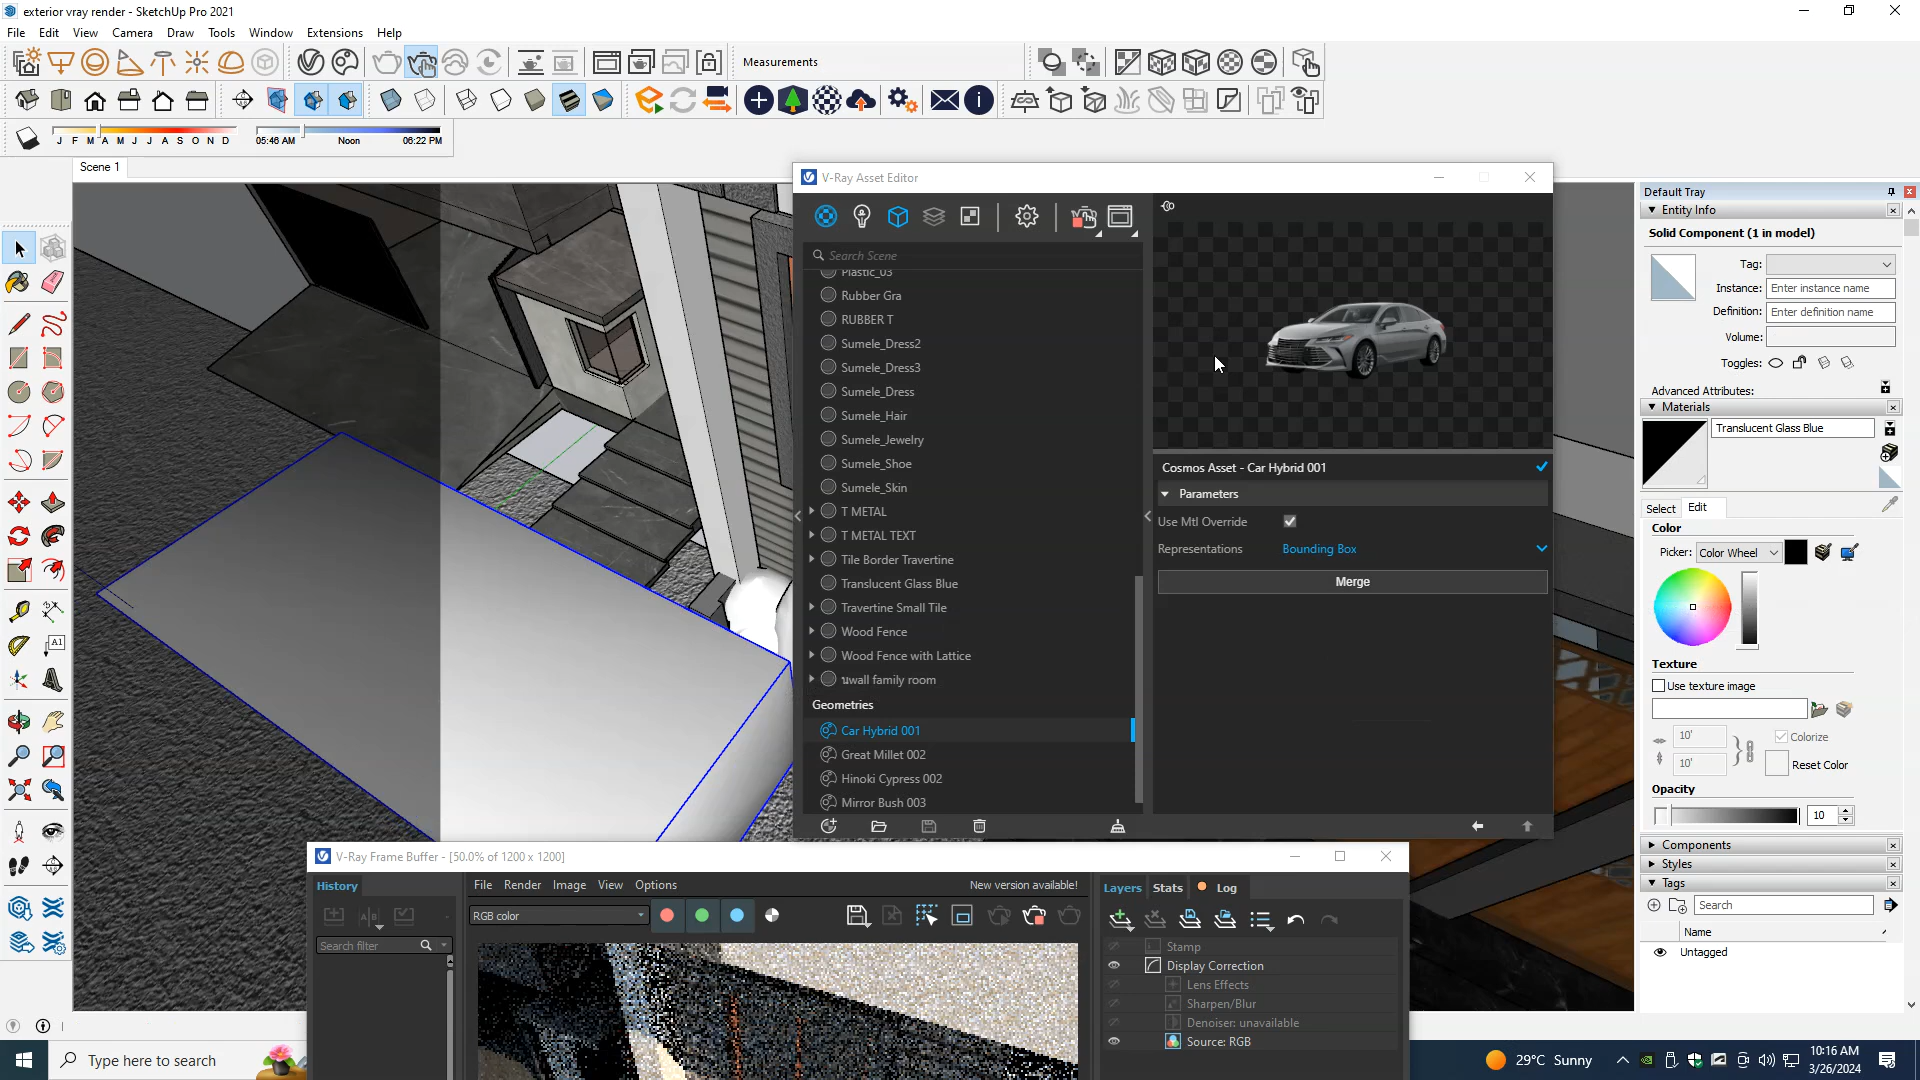 exterior vray render - SketchUp Pro 2021
File Edit View Camera Draw Tools Window Extensions Help
Measurements
J F M A M J J A S O N D
05:46 AM Noon 06:22 PM
Scene 1
V-Ray Asset Editor
Search Scene
Plastic_03
Rubber Gra
RUBBER T
Sumele_Dress2
Sumele_Dress3
Sumele_Dress
Sumele_Hair
Sumele_Jewelry
Sumele_Shoe
Sumele_Skin
T METAL
T METAL TEXT
Tile Border Travertine
Translucent Glass Blue
Travertine Small Tile
Wood Fence
Wood Fence with Lattice
นwall family room
Geometries
Car Hybrid 001
Great Millet 002
Hinoki Cypress 002
Mirror Bush 003
Cosmos Asset - Car Hybrid 001
Parameters
Use Mtl Override
Representations Bounding Box
Merge
Default Tray
Entity Info
Solid Component (1 in model)
Tag:
Instance: Enter instance name
Definition: Enter definition name
Volume:
Toggles:
Advanced Attributes:
Materials
Translucent Glass Blue
Select Edit
Color
Picker: Color Wheel
Texture
Use texture image
10'
Colorize
10'
Reset Color
Opacity
10
Components
Styles
Tags
Search
Name
Untagged
A1
V-Ray Frame Buffer - [50.0% of 1200 x 1200]
History
File Render Image View Options New version available!
RGB color
Search filter
Layers Stats Log
Stamp
Display Correction
Lens Effects
Sharpen/Blur
Denoiser: unavailable
Source: RGB
Type here to search
29°C Sunny
10:16 AM
3/26/2024